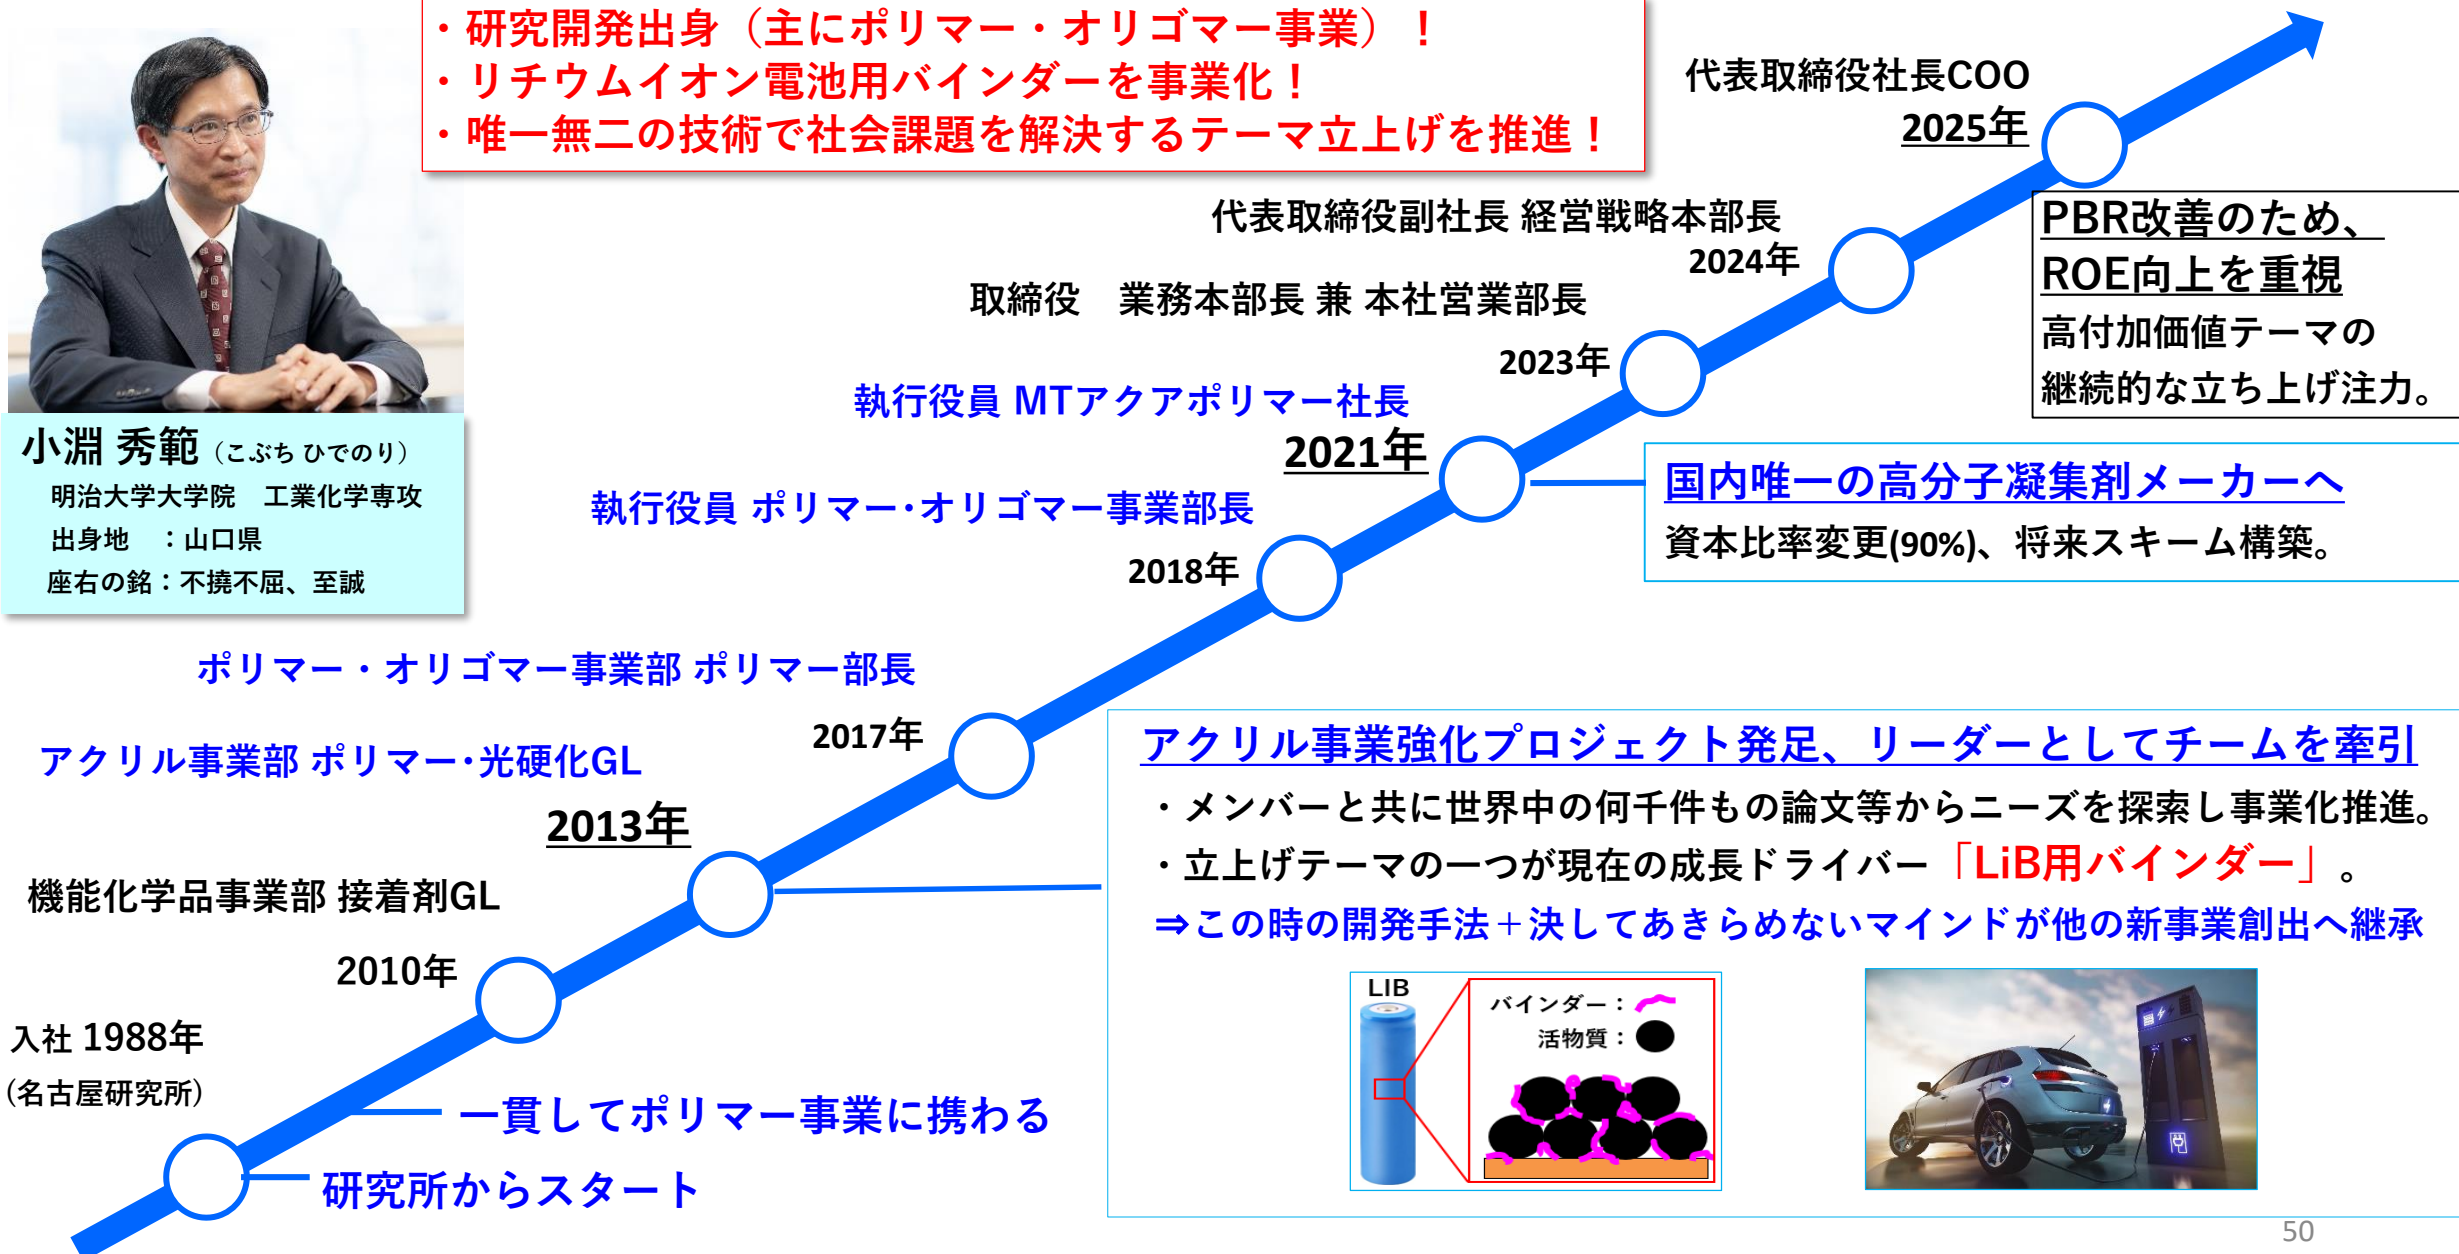 ・研究開発出身（主にポリマー・オリゴマー事業）！
・リチウムイオン電池用バインダーを事業化！
・唯一無二の技術で社会課題を解決するテーマ立上げを推進！
小淵 秀範（こぶち ひでのり）
明治大学大学院　工業化学専攻
出身地　：山口県
座右の銘：不撓不屈、至誠
代表取締役社長COO
2025年
PBR改善のため、
ROE向上を重視
高付加価値テーマの
継続的な立ち上げ注力。
代表取締役副社長 経営戦略本部長
2024年
取締役　業務本部長 兼 本社営業部長
2023年
執行役員 MTアクアポリマー社長
2021年
国内唯一の高分子凝集剤メーカーへ
資本比率変更(90%)、将来スキーム構築。
執行役員 ポリマー･オリゴマー事業部長
2018年
ポリマー・オリゴマー事業部 ポリマー部長
2017年
アクリル事業部 ポリマー･光硬化GL
2013年
アクリル事業強化プロジェクト発足、リーダーとしてチームを牽引
・メンバーと共に世界中の何千件もの論文等からニーズを探索し事業化推進。
・立上げテーマの一つが現在の成長ドライバー「LiB用バインダー」。
⇒この時の開発手法＋決してあきらめないマインドが他の新事業創出へ継承
LIB
バインダー：
活物質：
機能化学品事業部 接着剤GL
2010年
入社 1988年
(名古屋研究所)
一貫してポリマー事業に携わる
研究所からスタート
50